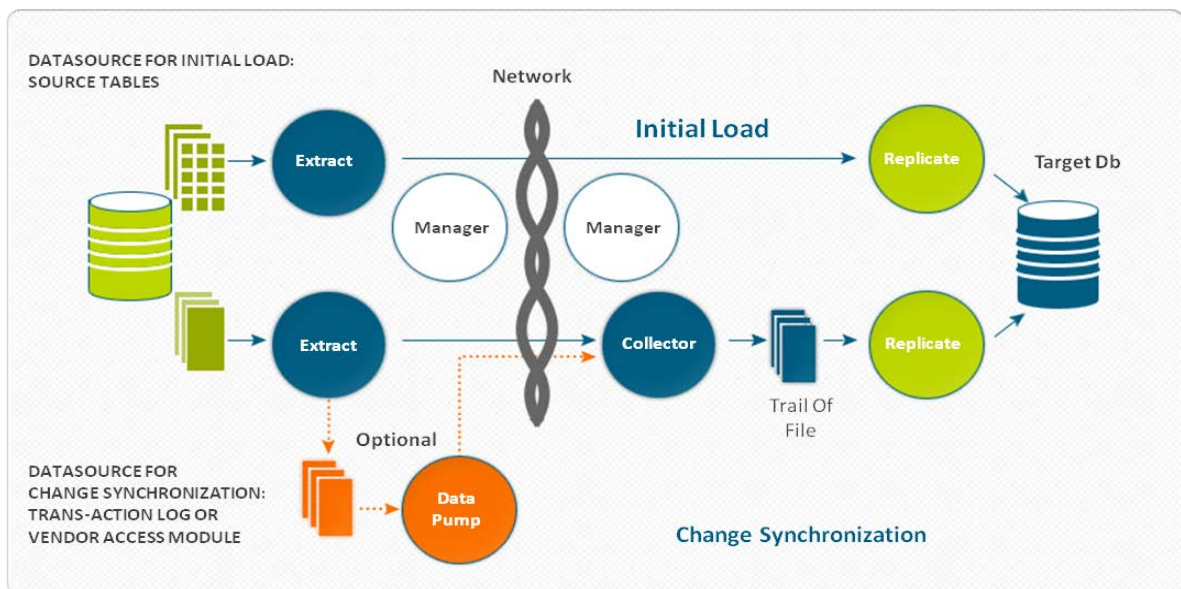 DATASOURCE FOR INITIAL LOAD:
SOURCE TABLES
Network
Initial Load
Extract
Replicate
Target Db
Manager
Manager
Extract
Collector
Replicate
Trail Of
File
Optional
DATASOURCE FOR
CHANGE SYNCHRONIZATION:
TRANS-ACTION LOG OR
VENDOR ACCESS MODULE
Data
Pump
Change Synchronization